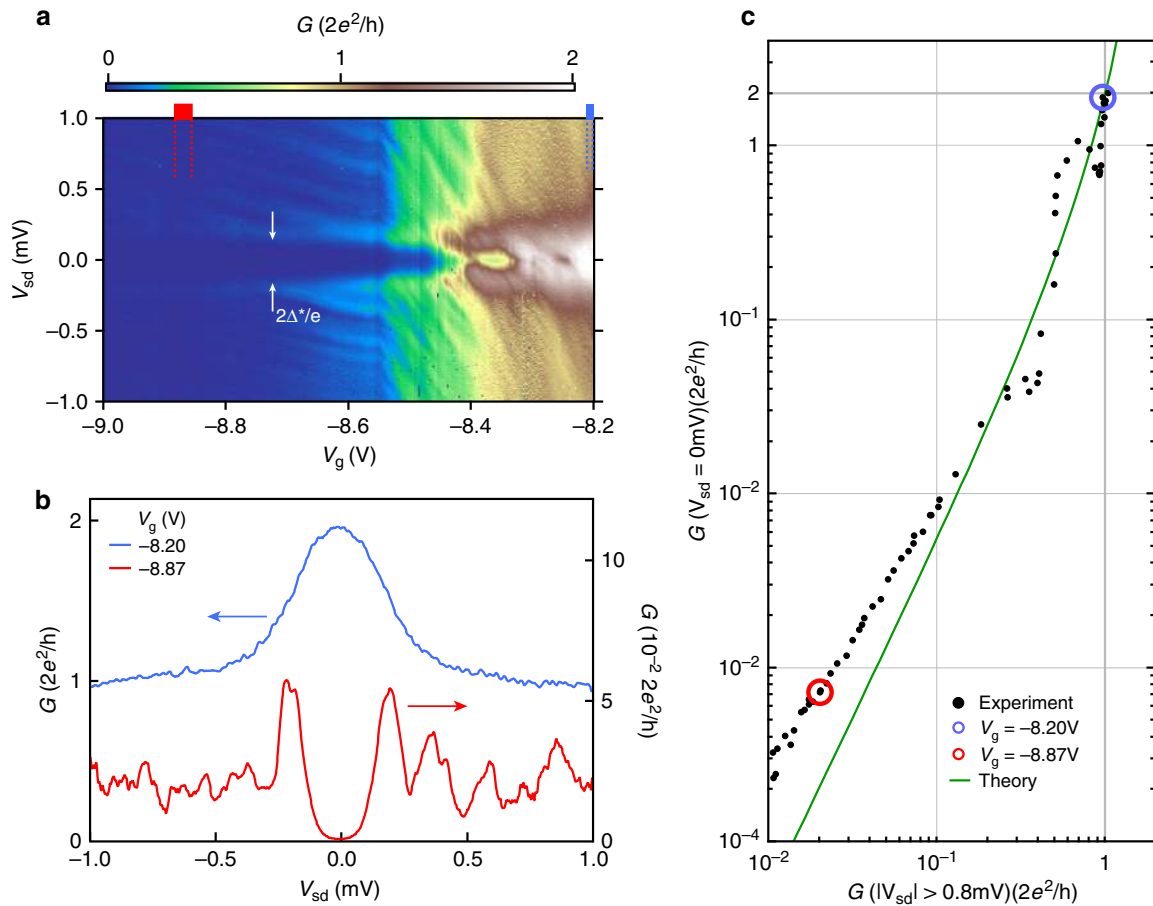 a
G (2e²/h)
0
1
2
1.0
0.5
0.0
−0.5
−1.0
V_sd (mV)
2Δ*/e
−9.0
−8.8
−8.6
−8.4
−8.2
V_g (V)
b
V_g (V)
−8.20
−8.87
2
1
0
G (2e²/h)
10
5
0
G (10⁻² 2e²/h)
−1.0
−0.5
0.0
0.5
1.0
V_sd (mV)
c
2
1
10⁻¹
10⁻²
10⁻²
10⁻⁴
G (V_sd = 0mV)(2e²/h)
Experiment
V_g = −8.20V
V_g = −8.87V
Theory
10⁻²
10⁻¹
1
G (|V_sd| > 0.8mV)(2e²/h)